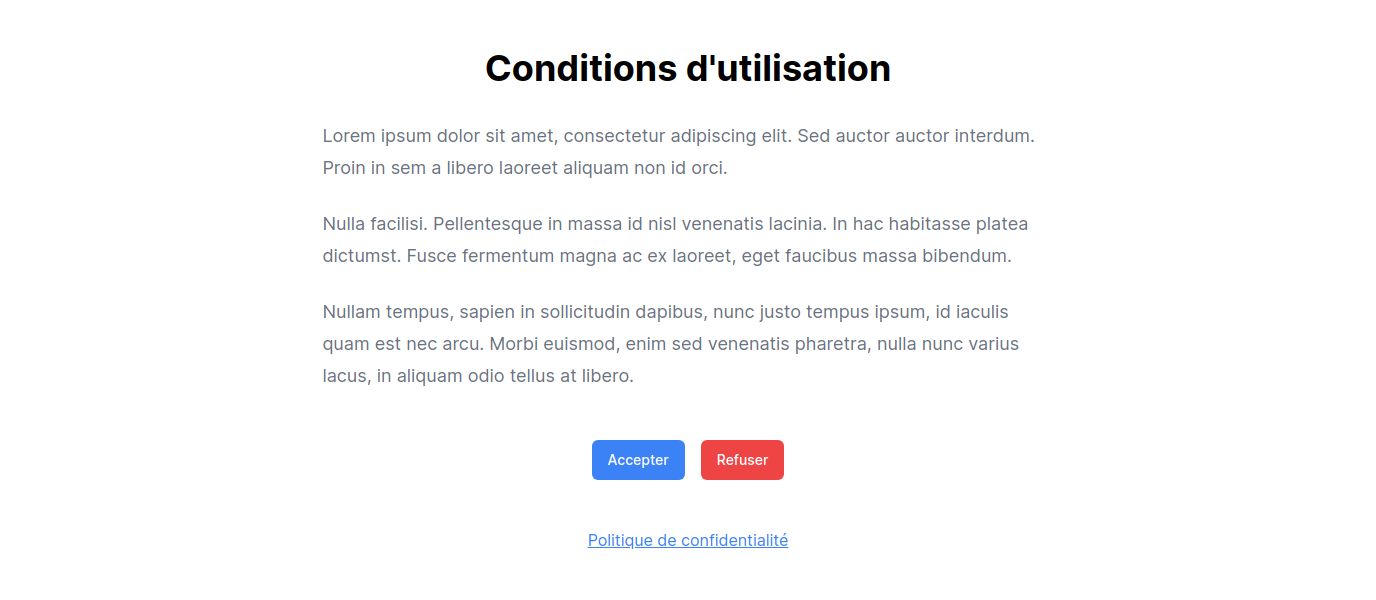 Conditions d'utilisation
Lorem ipsum dolor sit amet, consectetur adipiscing elit. Sed auctor auctor interdum.
Proin in sem a libero laoreet aliquam non id orci.
Nulla facilisi. Pellentesque in massa id nisl venenatis lacinia. In hac habitasse platea
dictumst. Fusce fermentum magna ac ex laoreet, eget faucibus massa bibendum.
Nullam tempus, sapien in sollicitudin dapibus, nunc justo tempus ipsum, id iaculis
quam est nec arcu. Morbi euismod, enim sed venenatis pharetra, nulla nunc varius
lacus, in aliquam odio tellus at libero.
Accepter Refuser
Politique de confidentialité